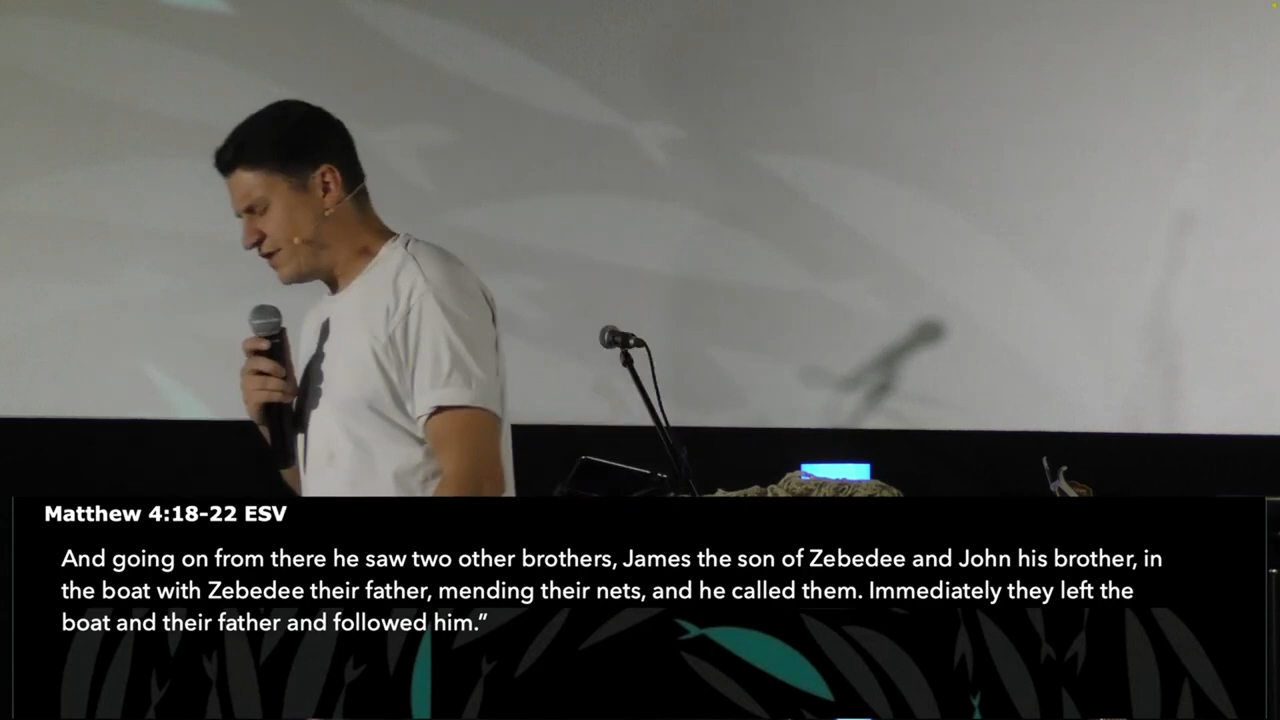 Matthew 4:18-22 ESV
And going on from there he saw two other brothers, James the son of Zebedee and John his brother, in
the boat with Zebedee their father, mending their nets, and he called them. Immediately they left the
boat and their father and followed him.”